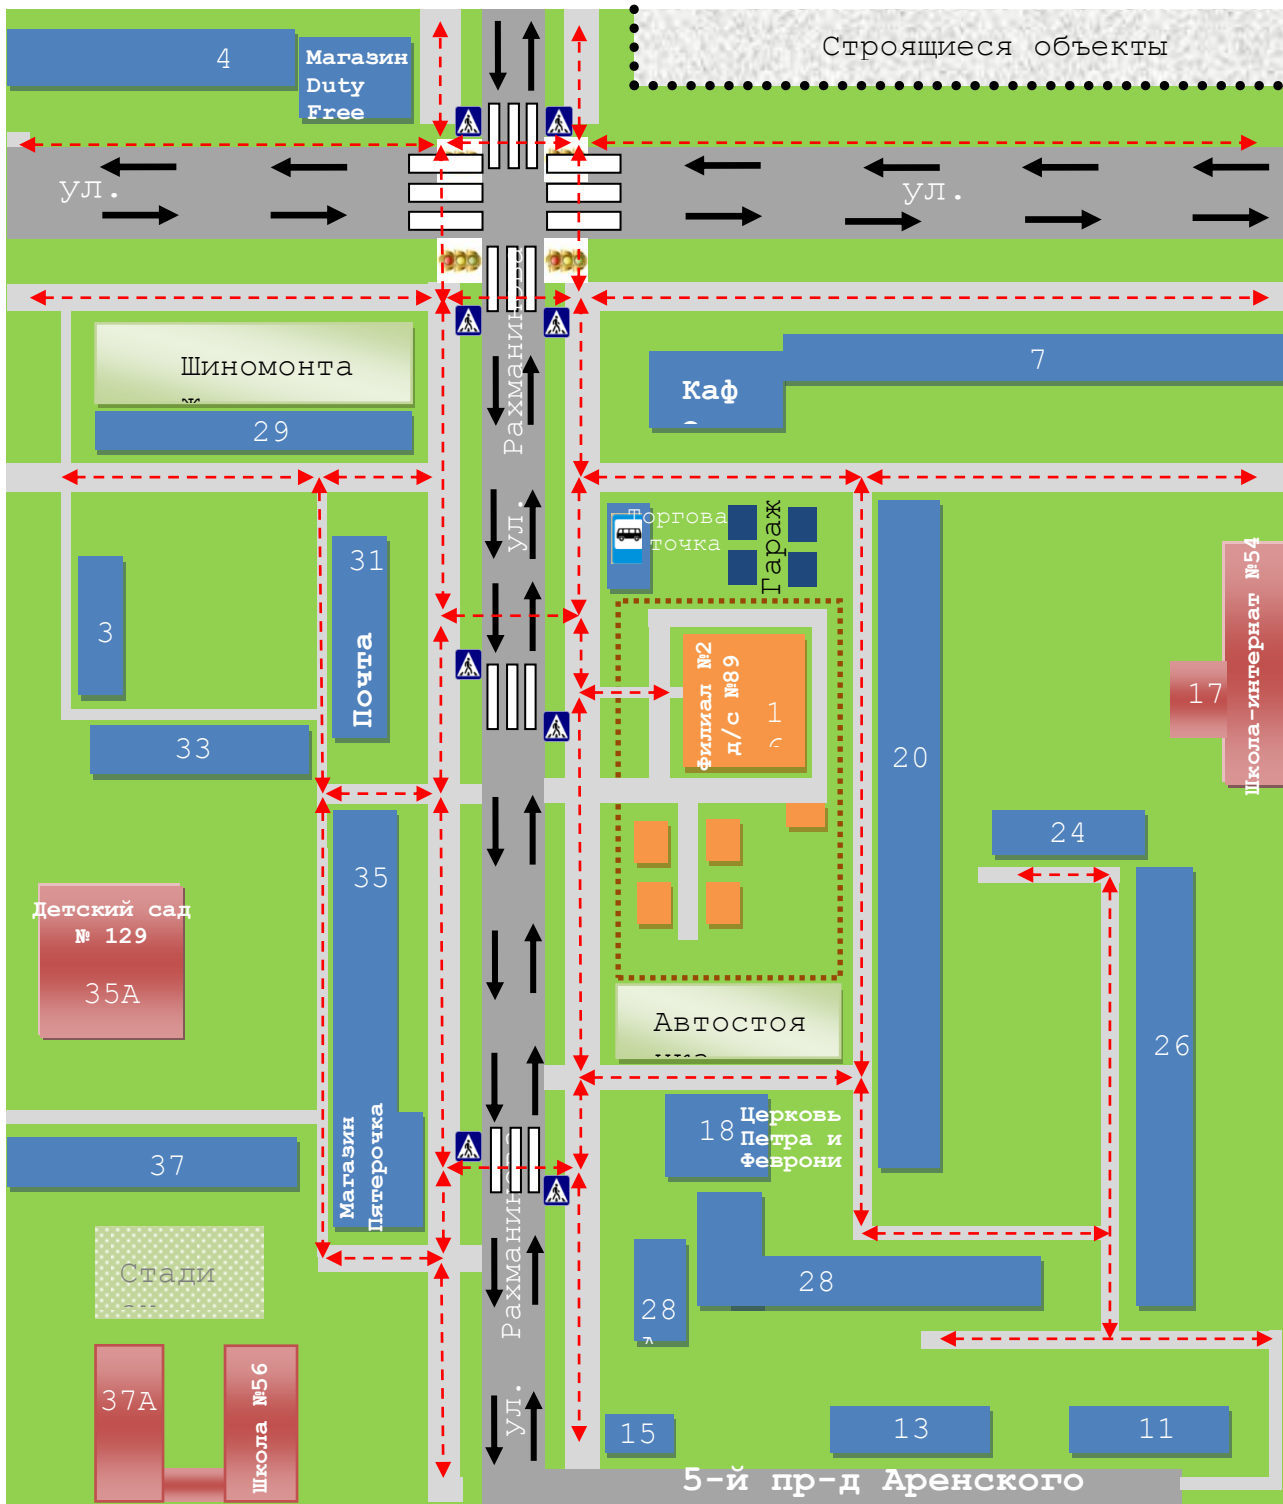 Строящиеся объекты
4
Магазин
Duty
Free
ул.
ул.
Рахманинова
ул.
Шиномонта
29
7
Каф
Торгова
точка
Гараж
31
Почта
3
33
Филиал №2
д/с №89
1
20
Школа-интернат №54
17
24
26
35
Детский сад
№ 129
35А
Автостоя
18
Церковь
Петра и
Феврони
Магазин
Пятерочка
37
Рахманинова
ул.
Стади
28
28
37А
Школа №56
15
13
11
5-й пр-д Аренского